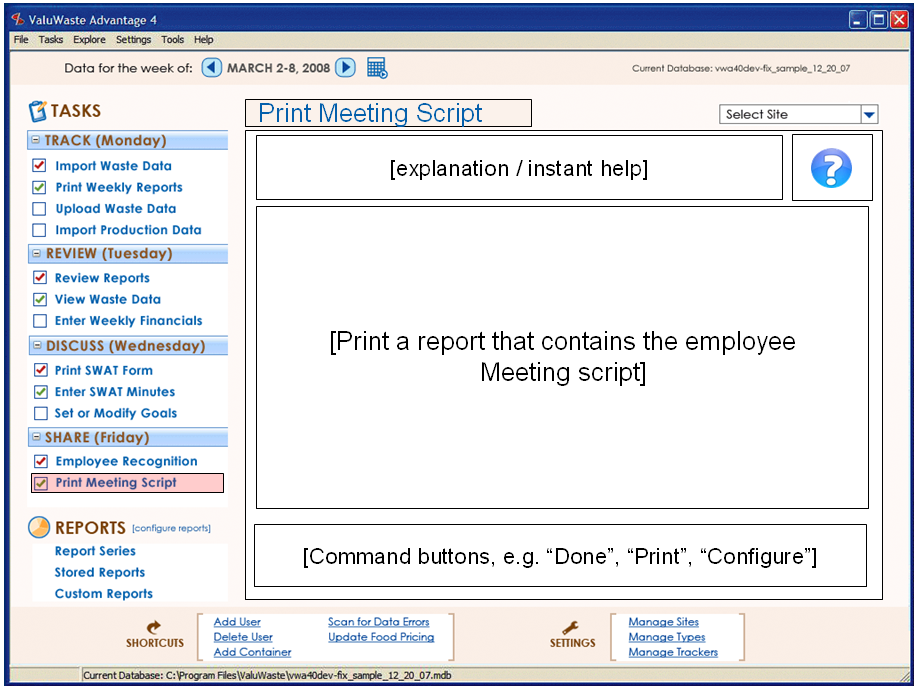 ValuWaste Advantage 4
File Tasks Explore Settings Tools Help
Data for the week of: MARCH 2-8, 2008
Current Database: vwa40dev-fix_sample_12_20_07
TASKS
TRACK (Monday)
Import Waste Data
Print Weekly Reports
Upload Waste Data
Import Production Data
REVIEW (Tuesday)
Review Reports
View Waste Data
Enter Weekly Financials
DISCUSS (Wednesday)
Print SWAT Form
Enter SWAT Minutes
Set or Modify Goals
SHARE (Friday)
Employee Recognition
Print Meeting Script
REPORTS [configure reports]
Report Series
Stored Reports
Custom Reports
Print Meeting Script
Select Site
[explanation / instant help]
?
[Print a report that contains the employee
Meeting script]
[Command buttons, e.g. “Done”, “Print”, “Configure”]
SHORTCUTS
Add User
Delete User
Add Container
Scan for Data Errors
Update Food Pricing
SETTINGS
Manage Sites
Manage Types
Manage Trackers
Current Database: C:\Program Files\ValuWaste\vwa40dev-fix_sample_12_20_07.mdb